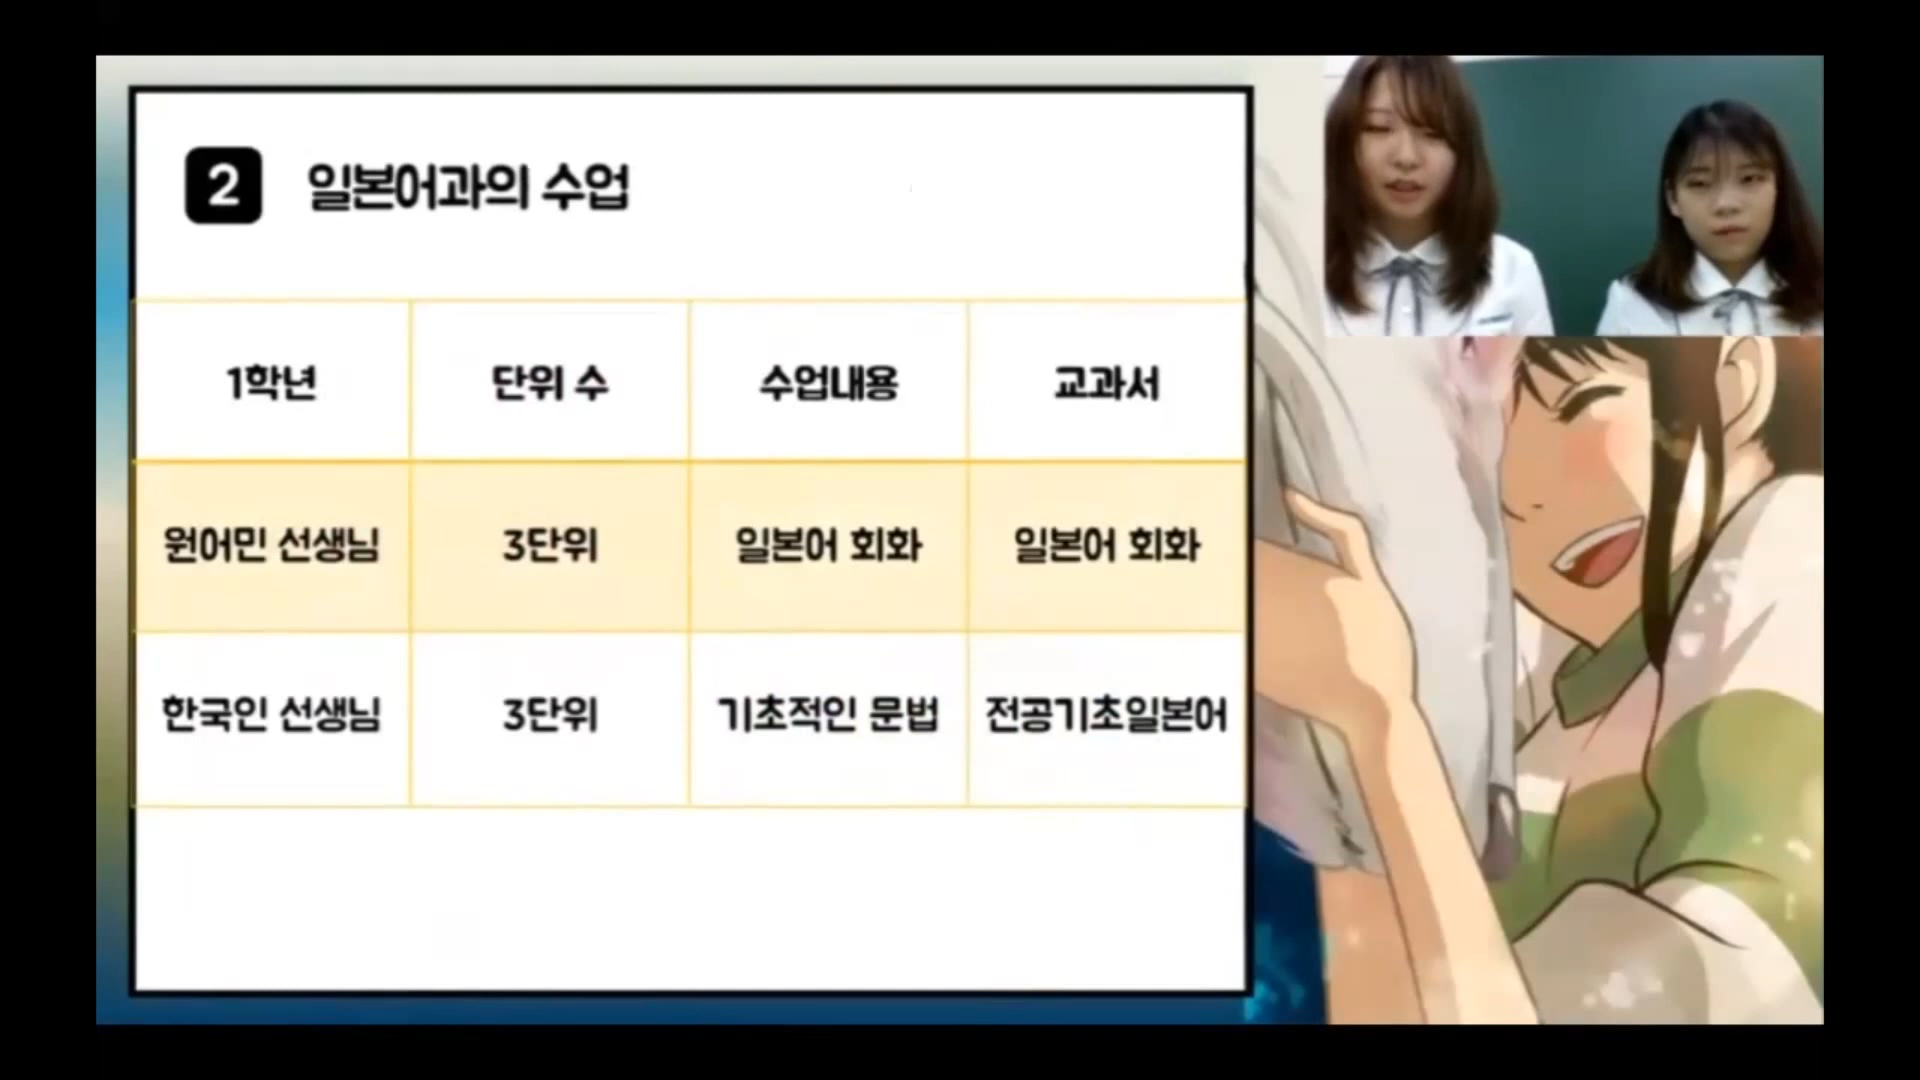 2 일본어과의 수업
1학년 단위 수 수업내용 교과서
원어민 선생님 3단위 일본어 회화 일본어 회화
한국인 선생님 3단위 기초적인 문법 전공기초일본어